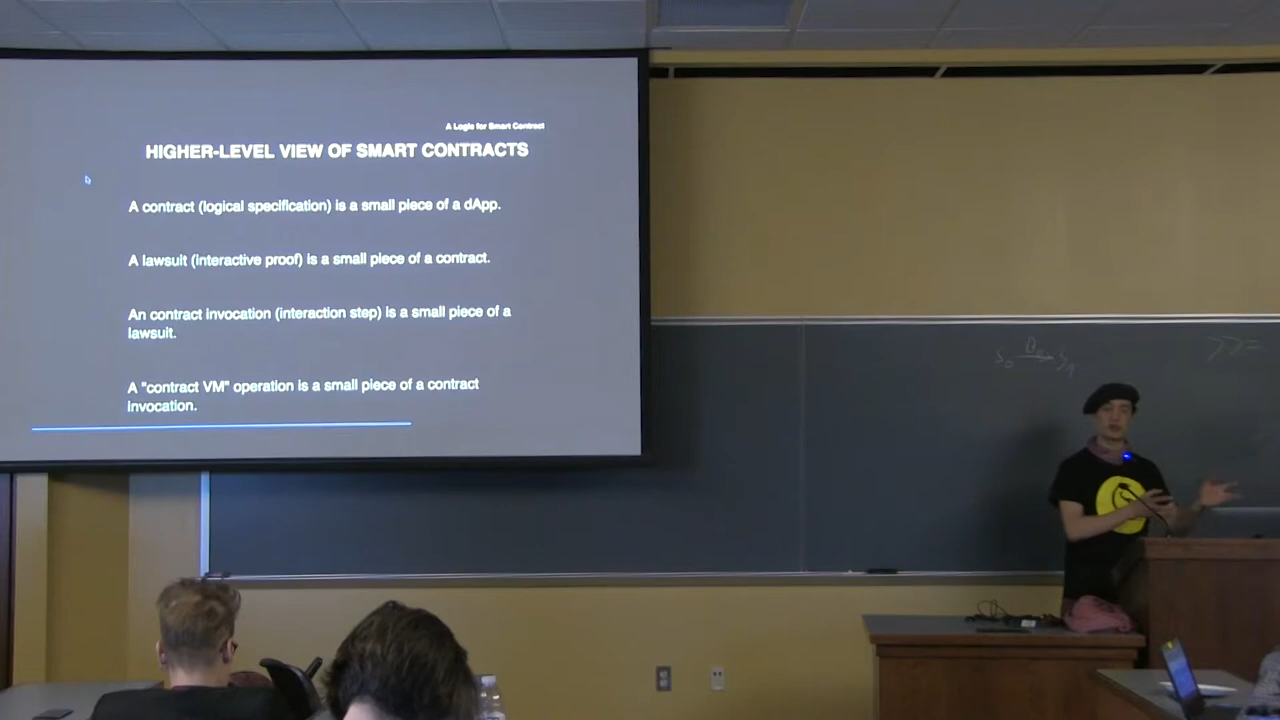 A Logic for Smart Contract
HIGHER-LEVEL VIEW OF SMART CONTRACTS
A contract (logical specification) is a small piece of a dApp.
A lawsuit (interactive proof) is a small piece of a contract.
An contract invocation (interaction step) is a small piece of a
lawsuit.
A "contract VM" operation is a small piece of a contract
invocation.
>>=